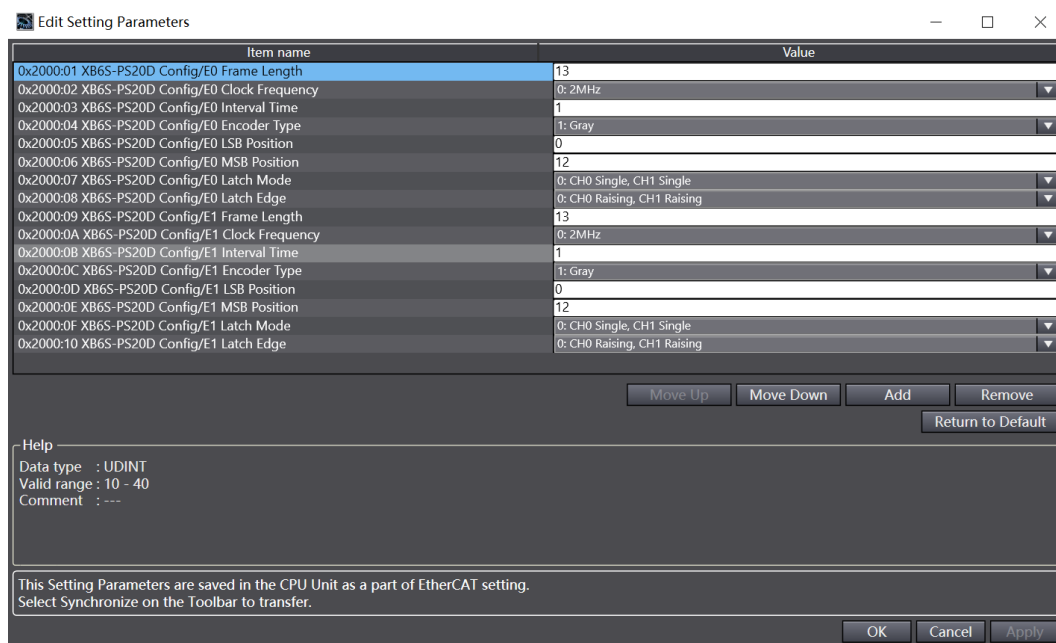 Edit Setting Parameters
Item name Value
0x2000:01 XB6S-PS20D Config/E0 Frame Length 13
0x2000:02 XB6S-PS20D Config/E0 Clock Frequency 0: 2MHz
0x2000:03 XB6S-PS20D Config/E0 Interval Time 1
0x2000:04 XB6S-PS20D Config/E0 Encoder Type 1: Gray
0x2000:05 XB6S-PS20D Config/E0 LSB Position 0
0x2000:06 XB6S-PS20D Config/E0 MSB Position 12
0x2000:07 XB6S-PS20D Config/E0 Latch Mode 0: CH0 Single, CH1 Single
0x2000:08 XB6S-PS20D Config/E0 Latch Edge 0: CH0 Raising, CH1 Raising
0x2000:09 XB6S-PS20D Config/E1 Frame Length 13
0x2000:0A XB6S-PS20D Config/E1 Clock Frequency 0: 2MHz
0x2000:0B XB6S-PS20D Config/E1 Interval Time 1
0x2000:0C XB6S-PS20D Config/E1 Encoder Type 1: Gray
0x2000:0D XB6S-PS20D Config/E1 LSB Position 0
0x2000:0E XB6S-PS20D Config/E1 MSB Position 12
0x2000:0F XB6S-PS20D Config/E1 Latch Mode 0: CH0 Single, CH1 Single
0x2000:10 XB6S-PS20D Config/E1 Latch Edge 0: CH0 Raising, CH1 Raising
Move Up Move Down Add Remove
Return to Default
Help
Data type : UDINT
Valid range : 10 - 40
Comment : ---
This Setting Parameters are saved in the CPU Unit as a part of EtherCAT setting.
Select Synchronize on the Toolbar to transfer.
OK Cancel Apply